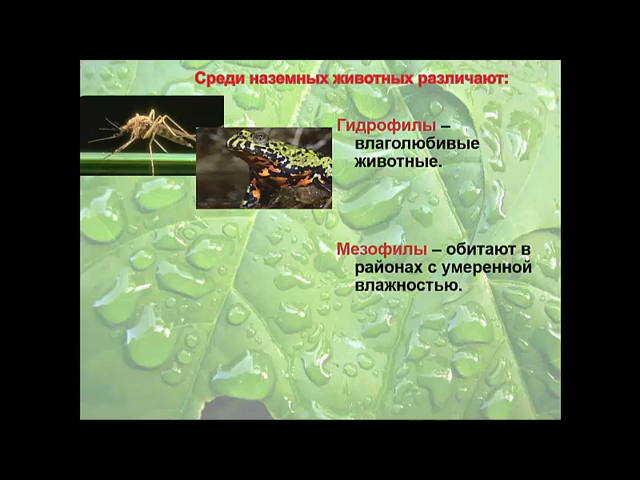 Среди наземных животных различают:
Гидрофилы –
влаголюбивые
животные.
Мезофилы – обитают в
районах с умеренной
влажностью.